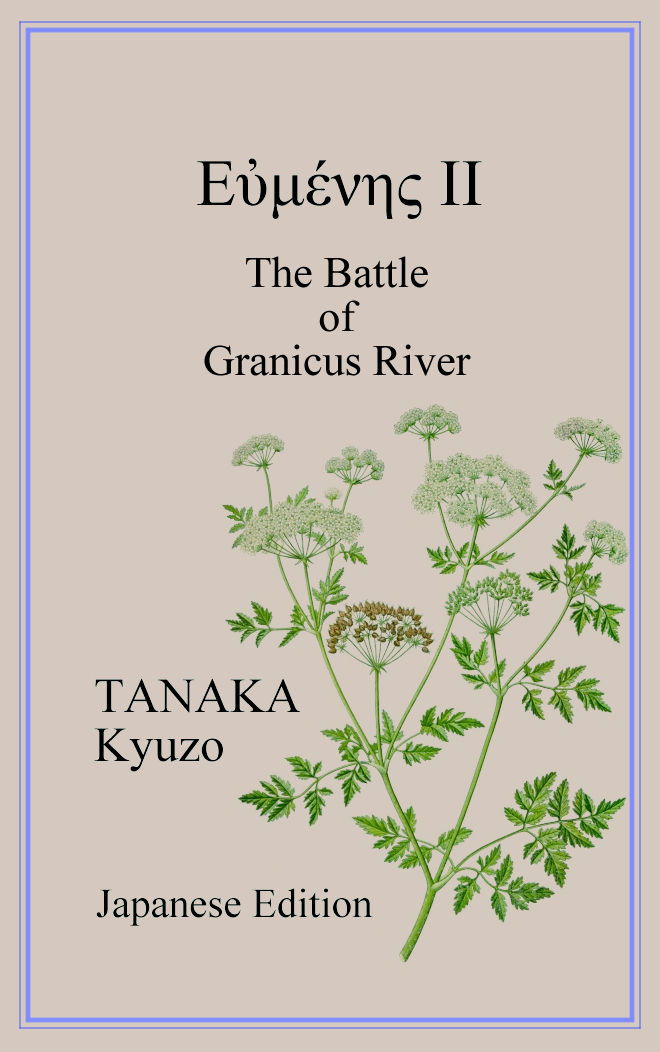 Εὐμένης II
The Battle
of
Granicus River
TANAKA
Kyuzo
Japanese Edition